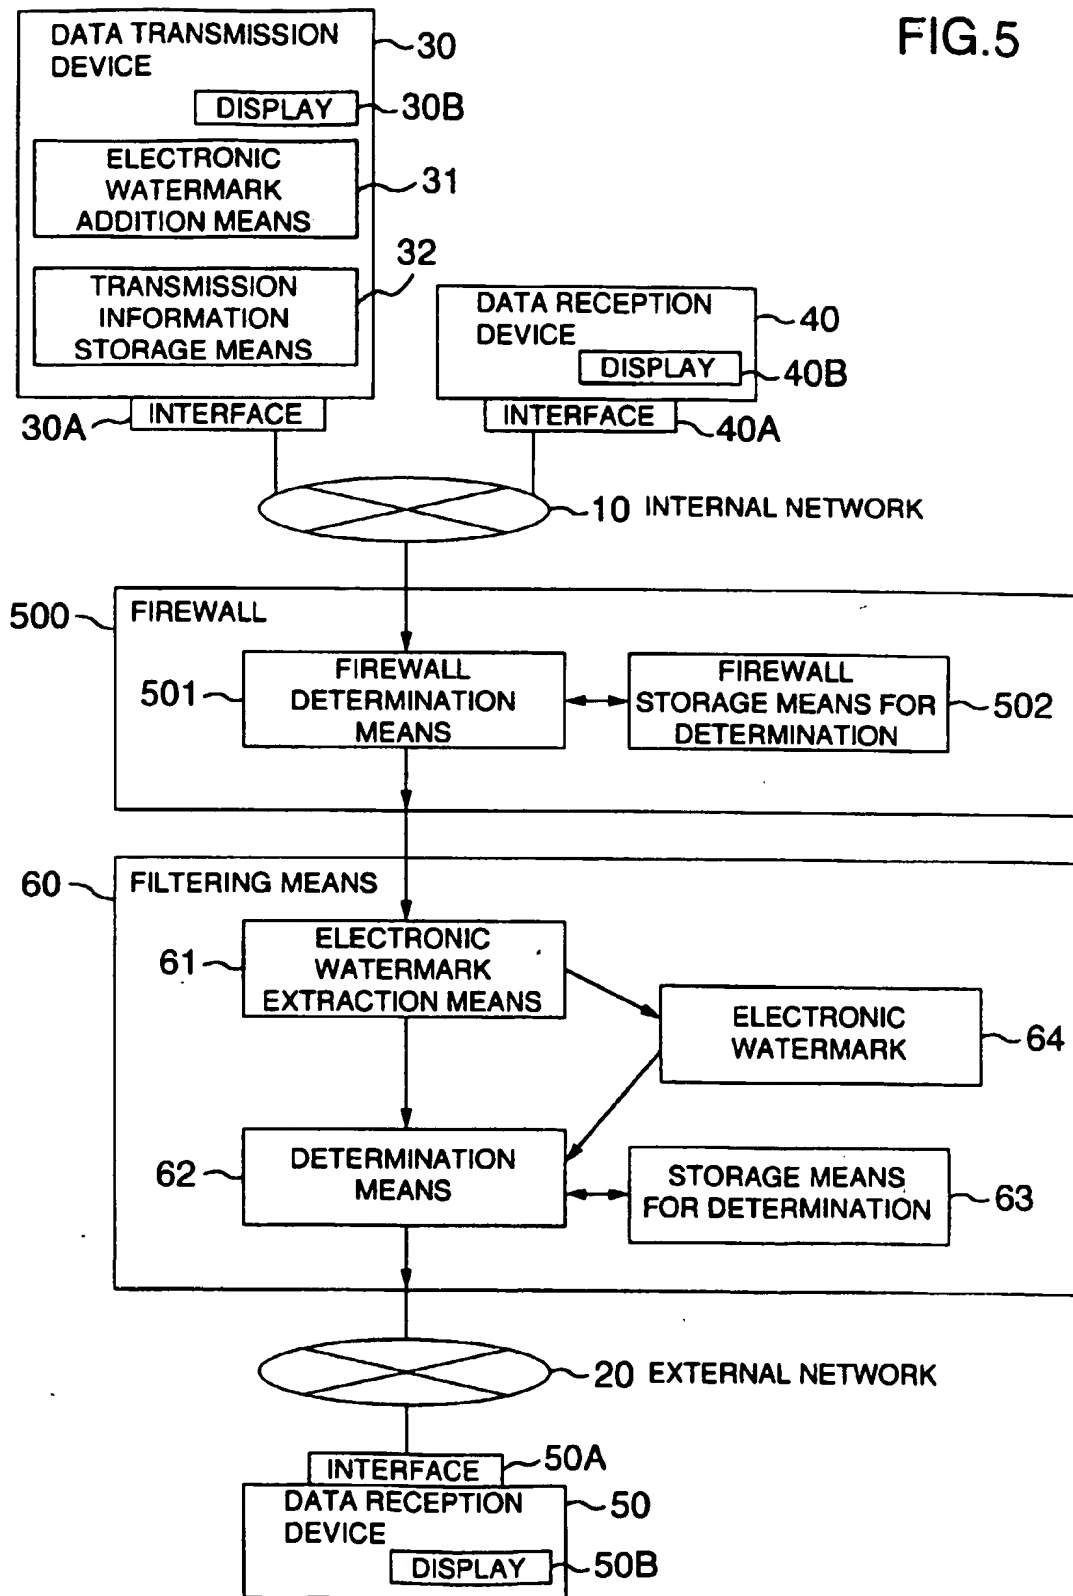 FIG.5
DATA TRANSMISSION
DEVICE
30
DISPLAY
30B
ELECTRONIC
WATERMARK
ADDITION MEANS
31
32
TRANSMISSION
INFORMATION
STORAGE MEANS
INTERFACE
30A
DATA RECEPTION
DEVICE
40
DISPLAY
40B
INTERFACE
40A
10 INTERNAL NETWORK
500
FIREWALL
501
FIREWALL
DETERMINATION
MEANS
FIREWALL
STORAGE MEANS FOR
DETERMINATION
502
60
FILTERING MEANS
61
ELECTRONIC
WATERMARK
EXTRACTION MEANS
ELECTRONIC
WATERMARK
64
62
DETERMINATION
MEANS
STORAGE MEANS
FOR DETERMINATION
63
20 EXTERNAL NETWORK
INTERFACE
50A
DATA RECEPTION
DEVICE
50
DISPLAY
50B